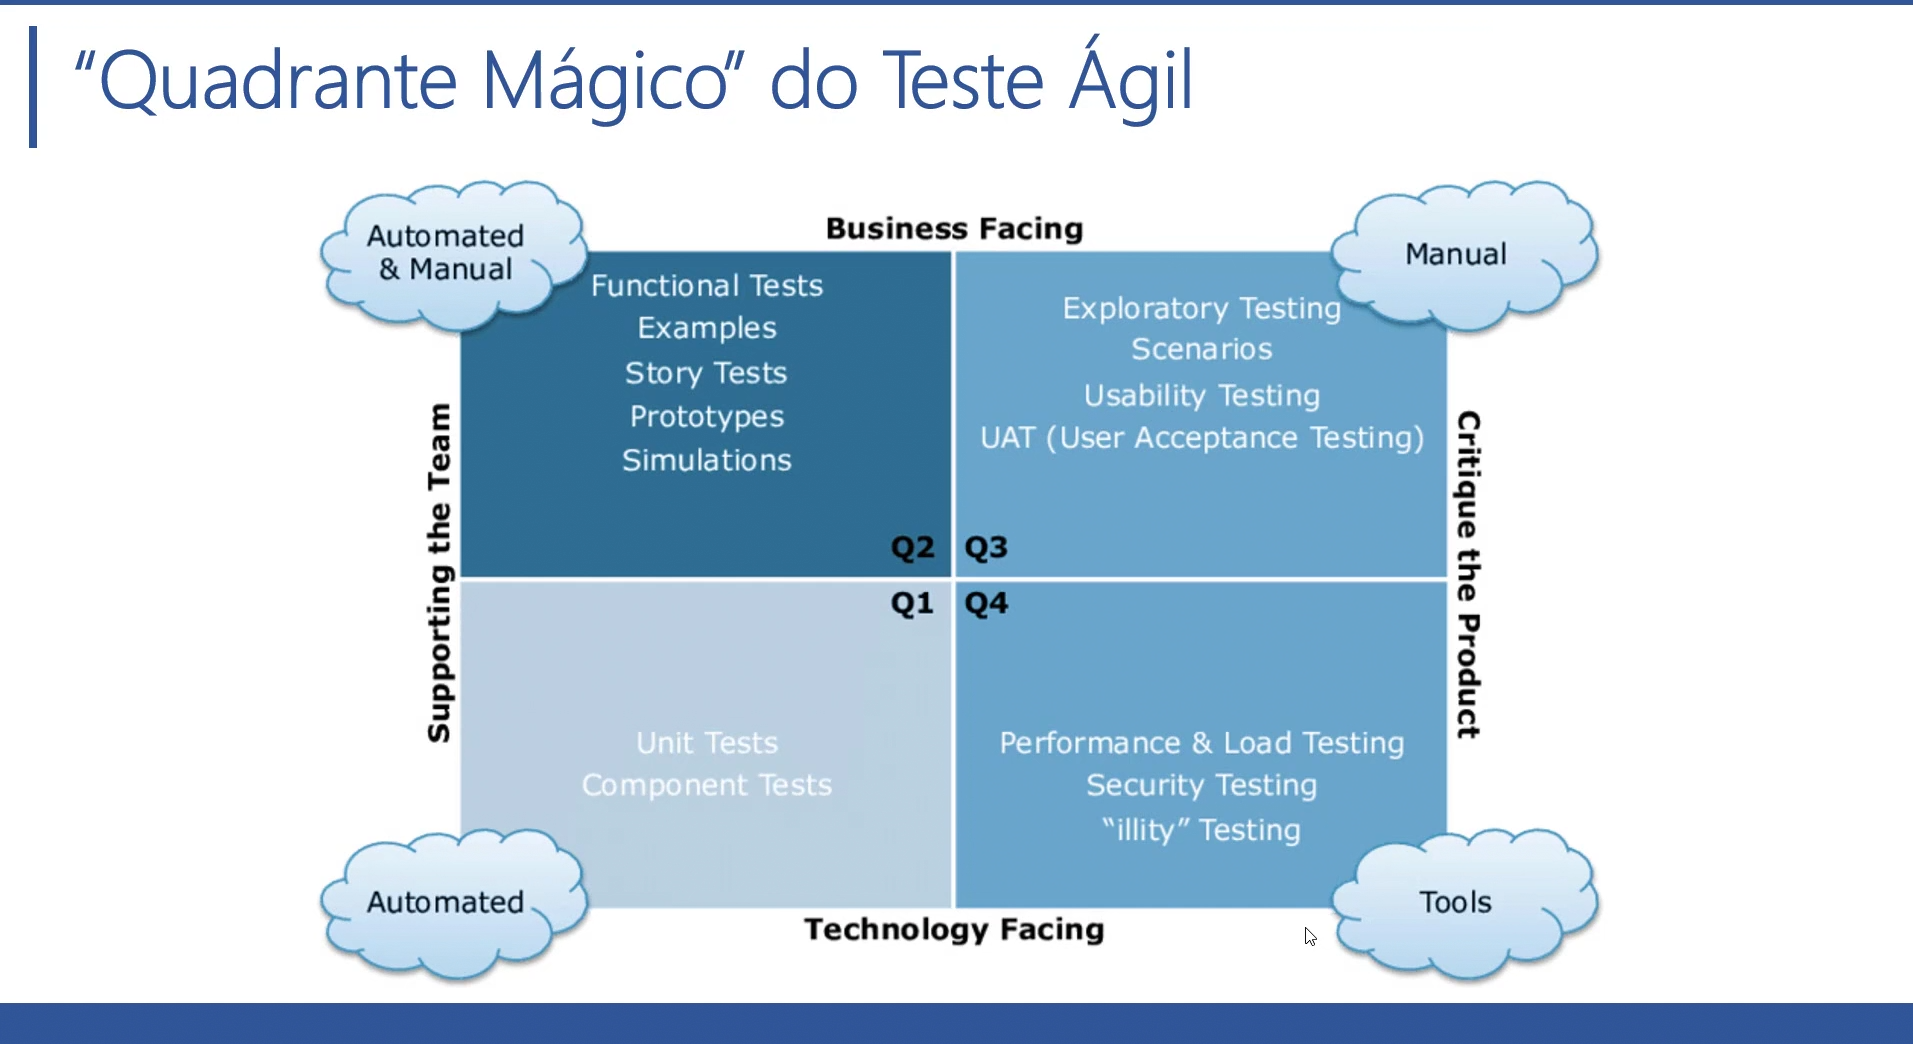 “Quadrante Mágico” do Teste Ágil
Automated
& Manual
Business Facing
Manual
Functional Tests
Examples
Story Tests
Prototypes
Simulations
Q2
Exploratory Testing
Scenarios
Usability Testing
UAT (User Acceptance Testing)
Q3
Supporting the Team
Critique the Product
Q1
Unit Tests
Component Tests
Q4
Performance & Load Testing
Security Testing
“illity” Testing
Automated
Technology Facing
Tools